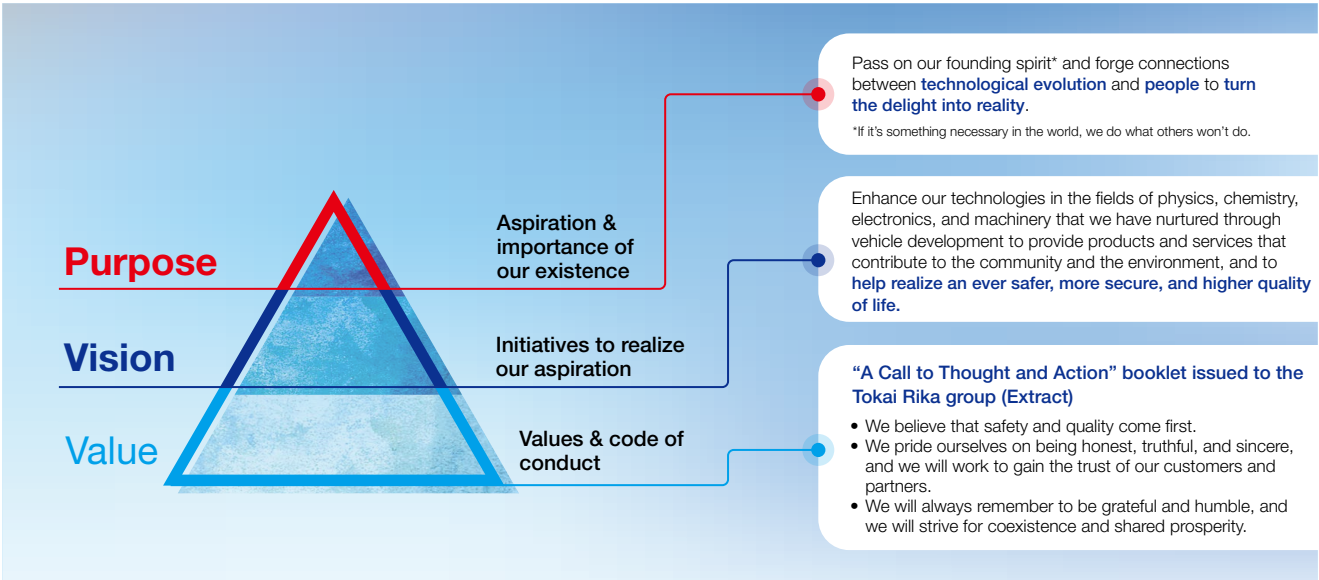 Purpose
Aspiration &
importance of
our existence
Pass on our founding spirit* and forge connections
between technological evolution and people to turn
the delight into reality.
*If it's something necessary in the world, we do what others won't do.
Vision
Initiatives to realize
our aspiration
Enhance our technologies in the fields of physics, chemistry,
electronics, and machinery that we have nurtured through
vehicle development to provide products and services that
contribute to the community and the environment, and to
help realize an ever safer, more secure, and higher quality
of life.
Value
Values & code of
conduct
“A Call to Thought and Action” booklet issued to the
Tokai Rika group (Extract)
• We believe that safety and quality come first.
• We pride ourselves on being honest, truthful, and sincere,
and we will work to gain the trust of our customers and
partners.
• We will always remember to be grateful and humble, and
we will strive for coexistence and shared prosperity.